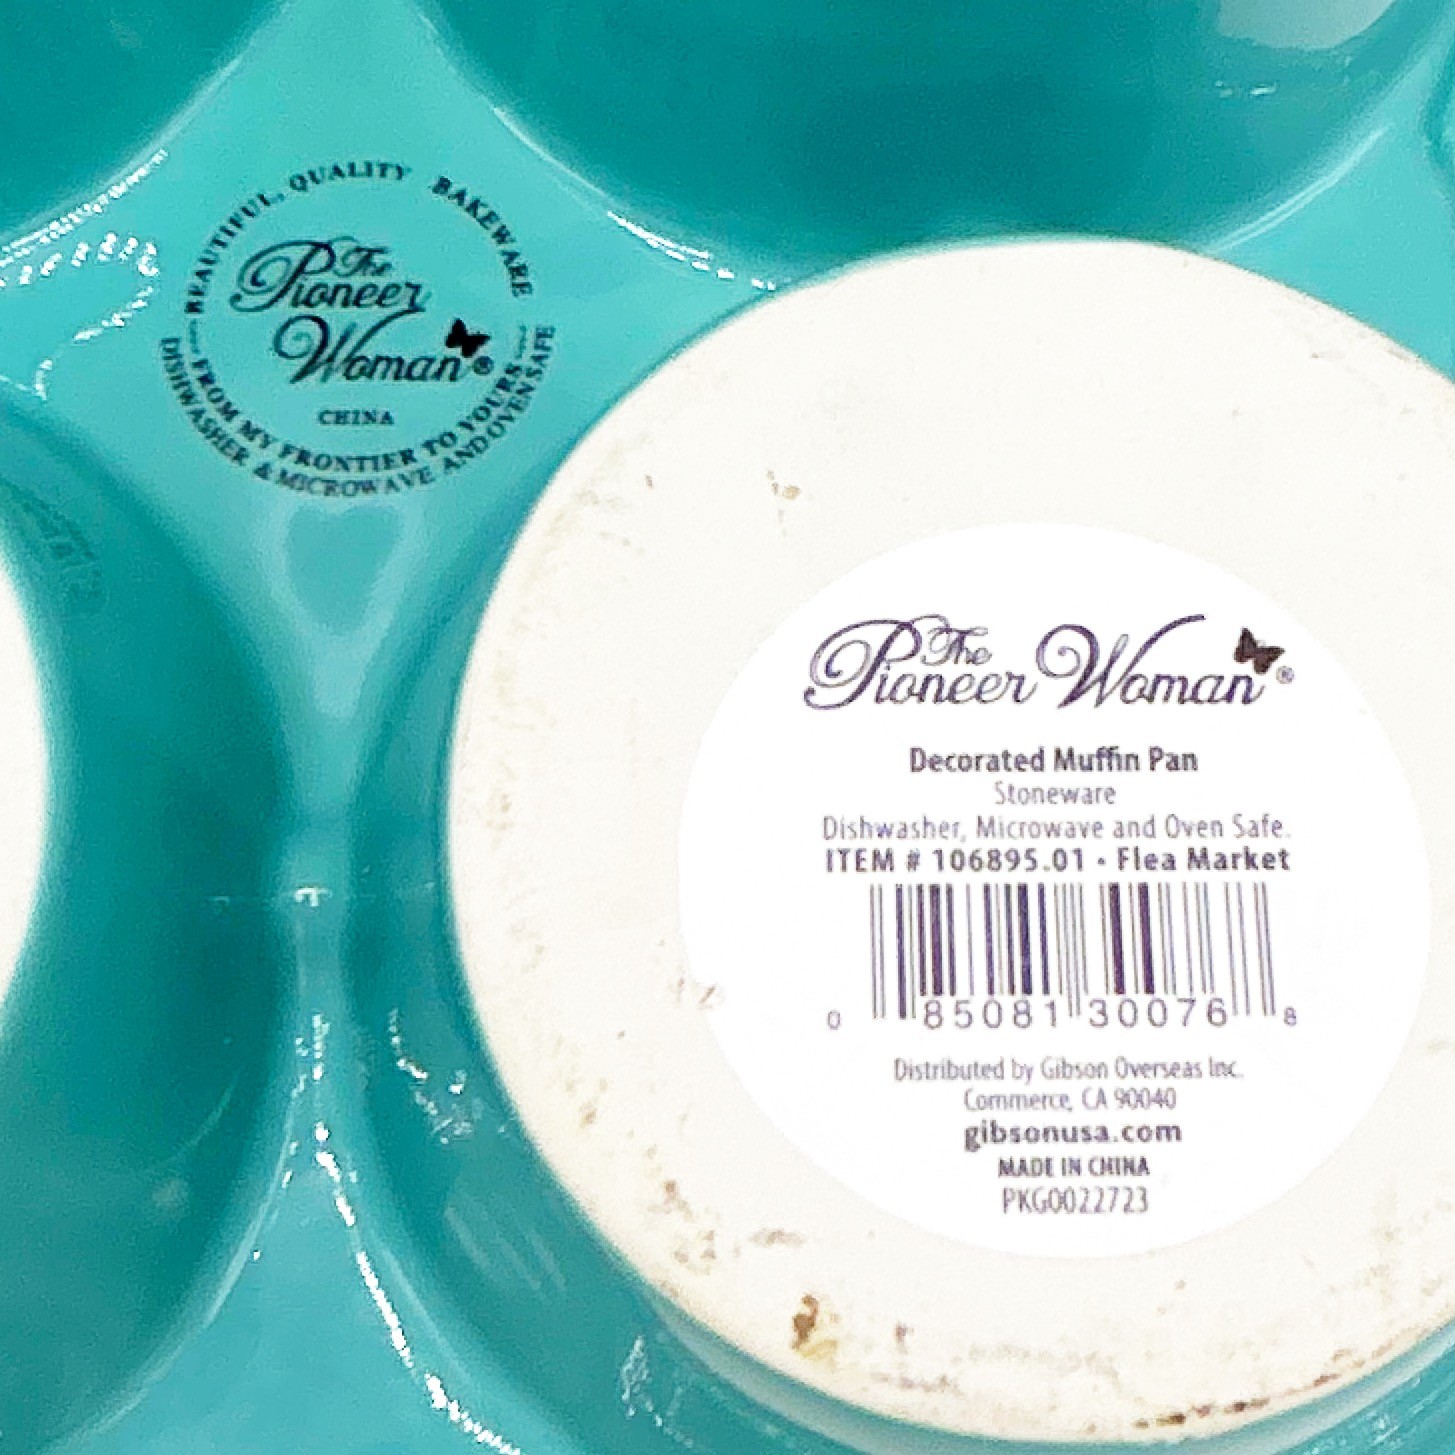 BEAUTIFUL, QUALITY BAKEWARE
The
Pioneer
Woman®
CHINA
FROM MY FRONTIER TO YOURS
DISHWASHER & MICROWAVE AND OVEN SAFE
The
Pioneer Woman®
Decorated Muffin Pan
Stoneware
Dishwasher, Microwave and Oven Safe.
ITEM # 106895.01 • Flea Market
0 85081 30076 8
Distributed by Gibson Overseas Inc.
Commerce, CA 90040
gibsonusa.com
MADE IN CHINA
PKG0022723